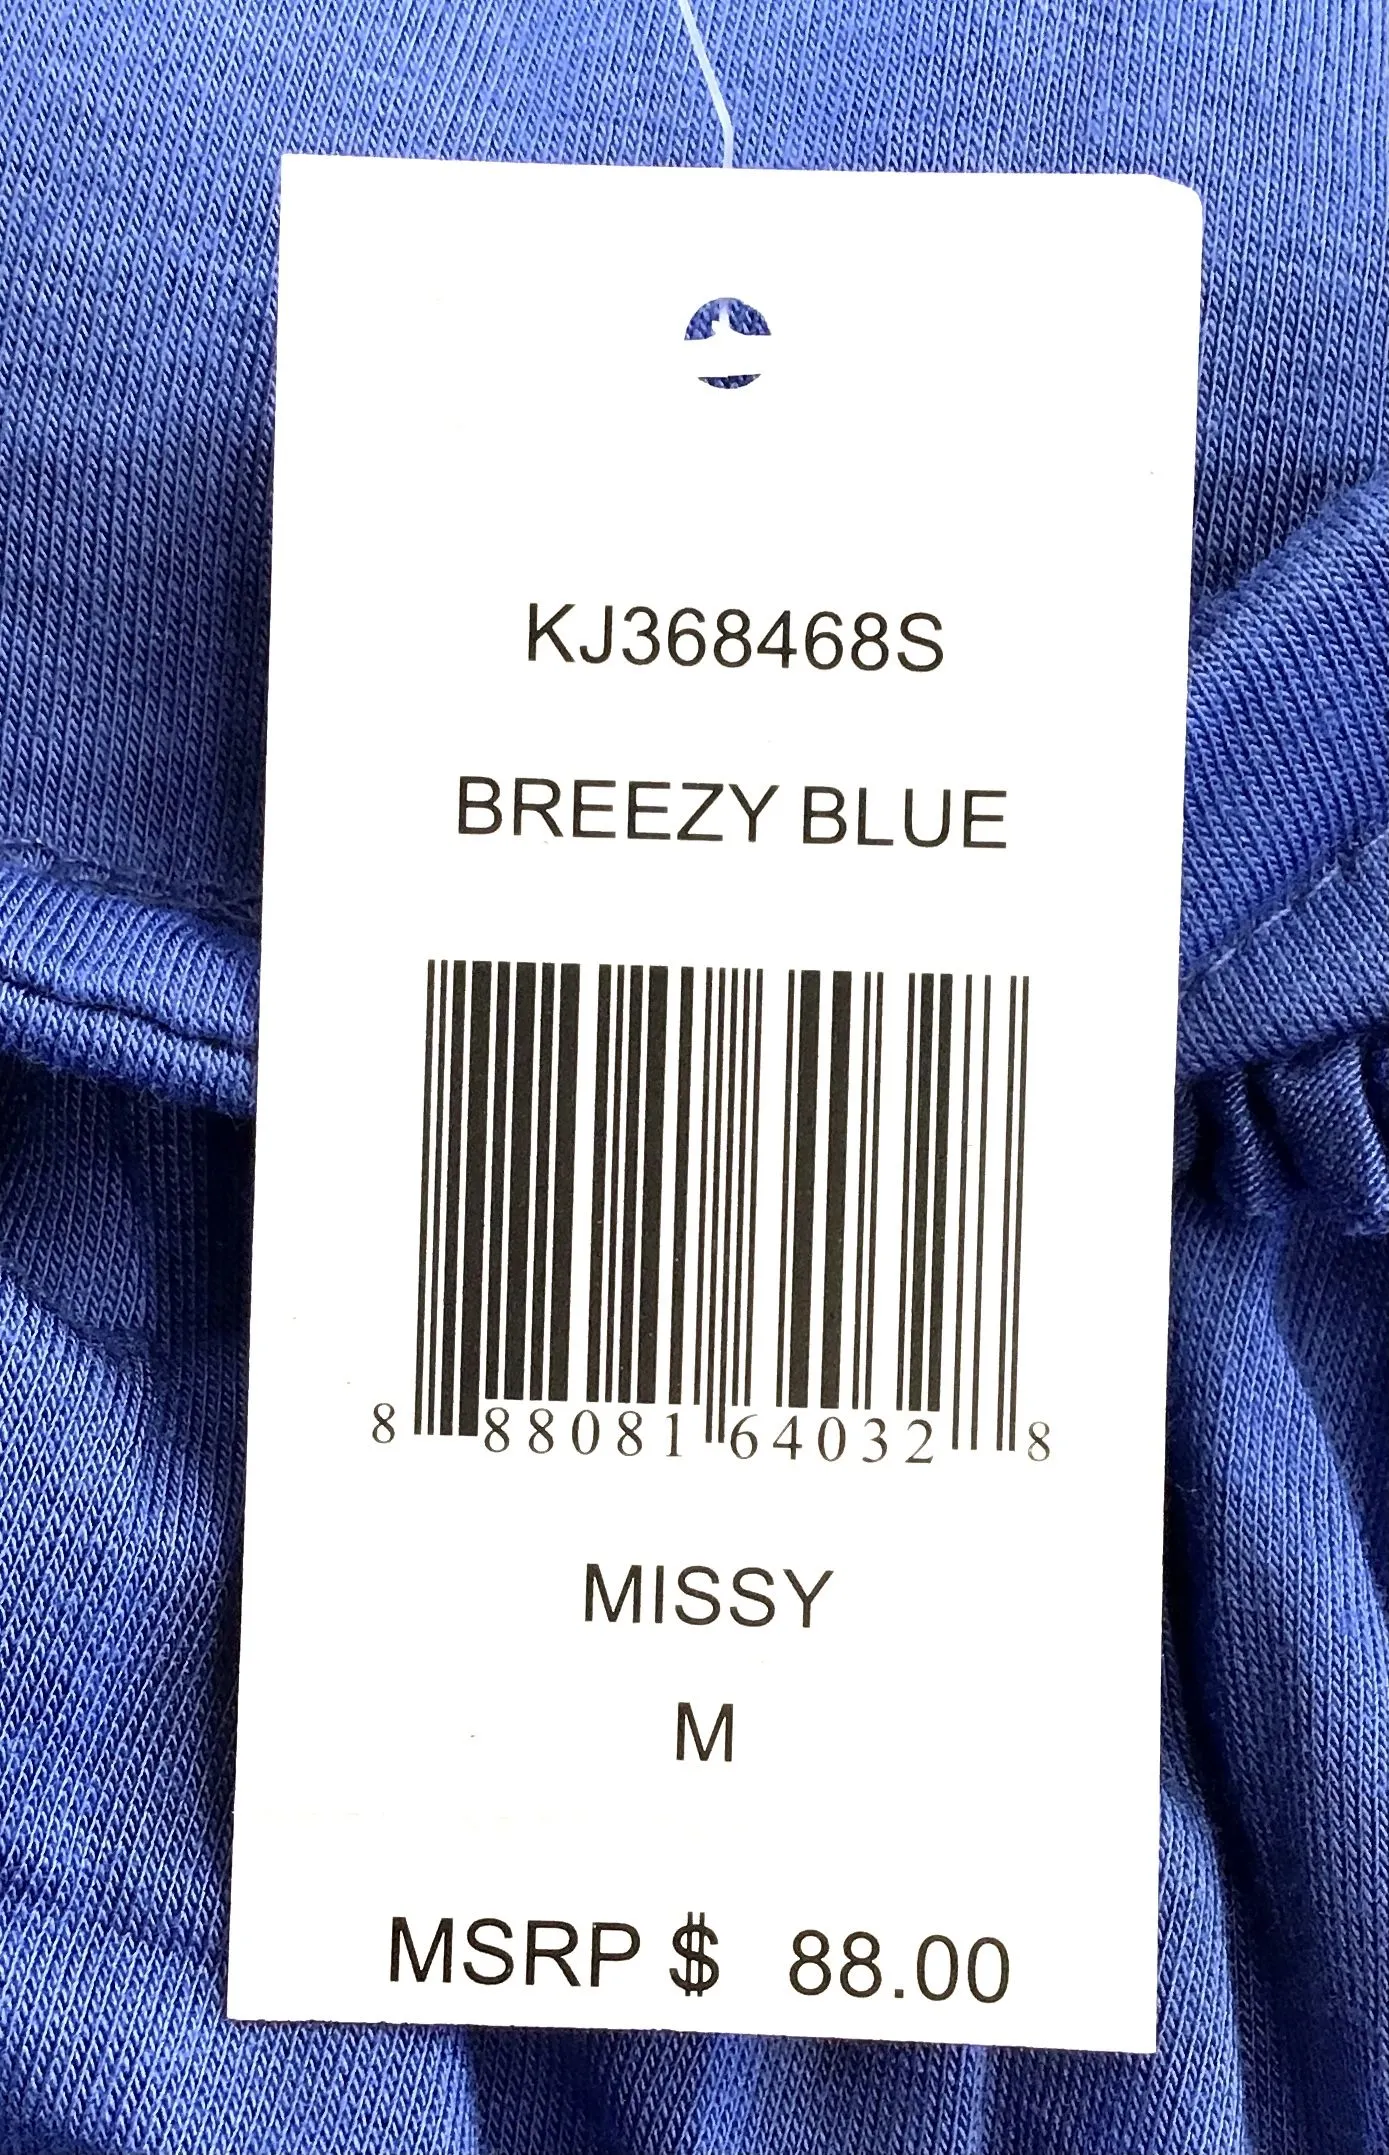 KJ368468S
BREEZY BLUE
8 88081 64032 8
MISSY
M
MSRP $ 88.00